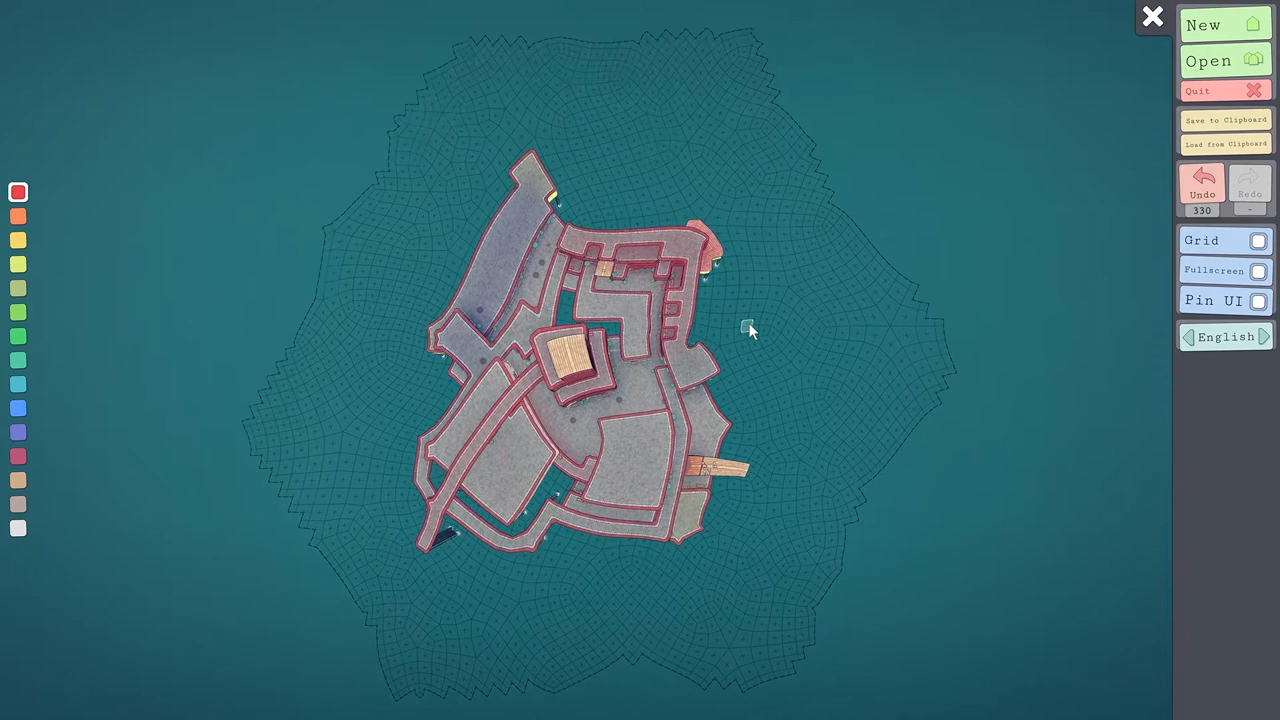 New
Open
Quit
Save to Clipboard
Load from Clipboard
Undo
Redo
330
-
Grid
Fullscreen
Pin UI
English